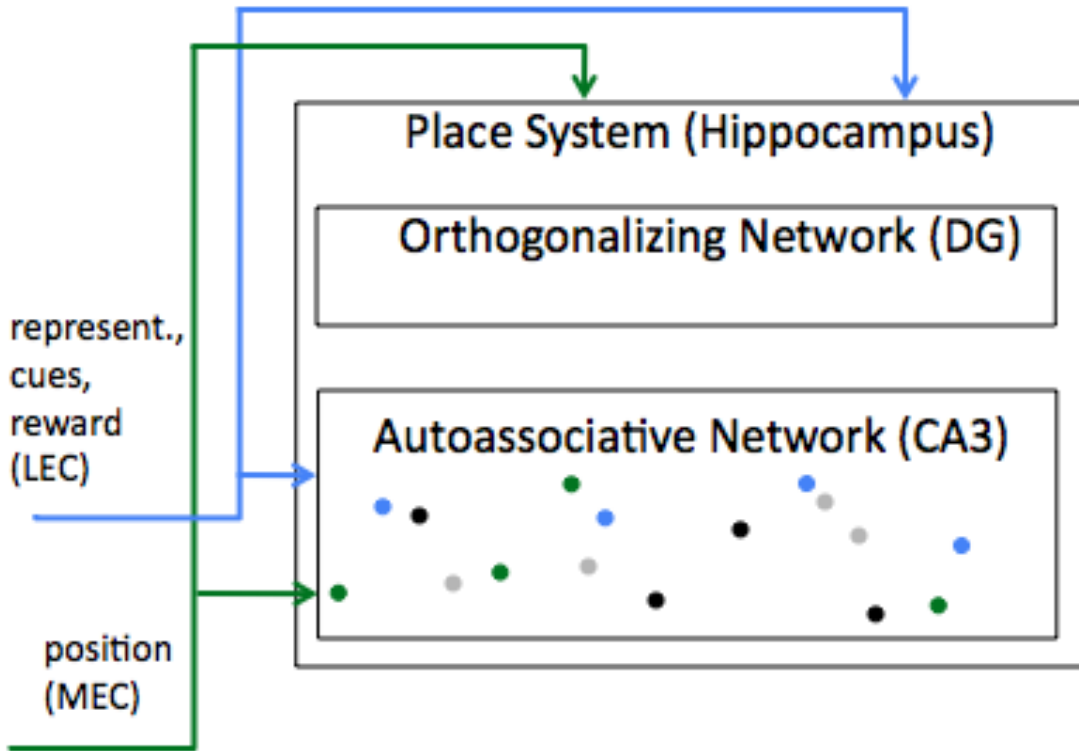 Place System (Hippocampus)
Orthogonalizing Network (DG)
represent.,
cues,
reward
(LEC)
Autoassociative Network (CA3)
position
(MEC)